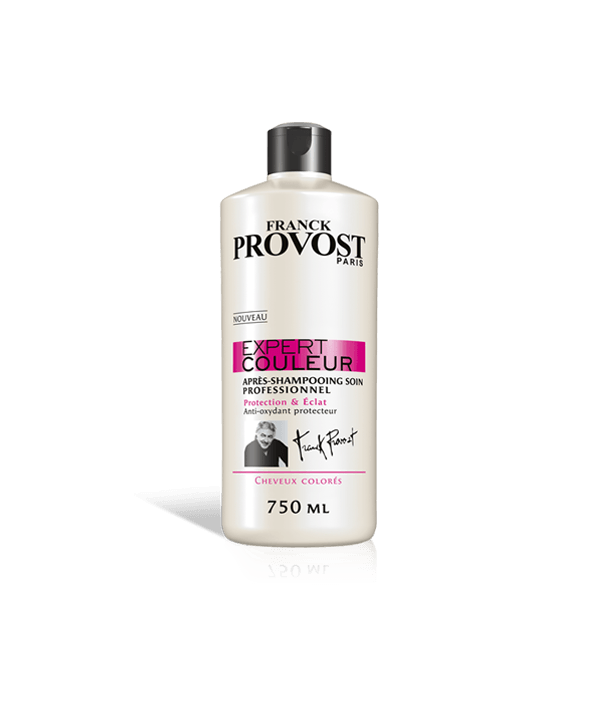 FRANCK
PROVOST
PARIS
NOUVEAU
EXPERT
COULEUR
APRÈS-SHAMPOOING SOIN
PROFESSIONNEL
Protection & Éclat
Anti-oxydant protecteur
Franck Provost
CHEVEUX COLORÉS
750 ML